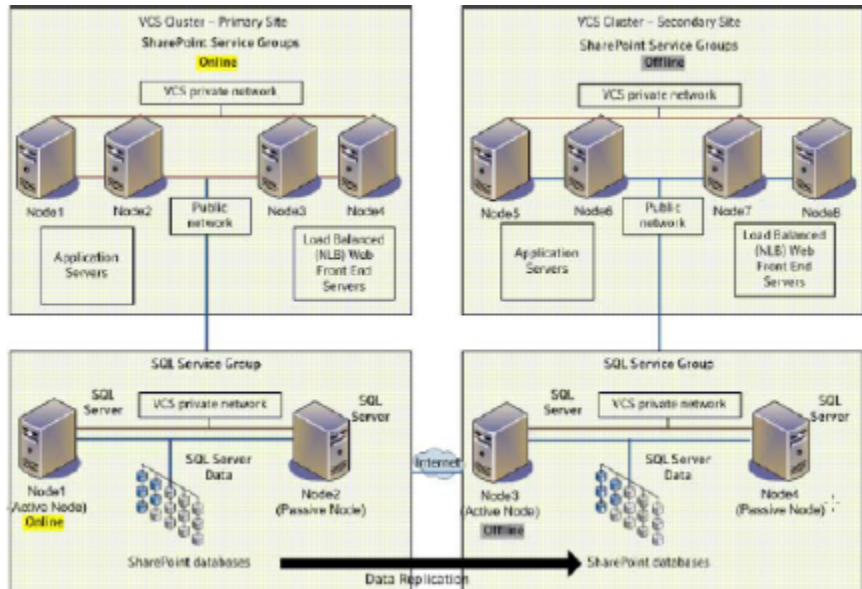 VCS Cluster – Primary Site
SharePoint Service Groups
Online
VCS private network
Node1
Node2
Node3
Node4
Public
network
Application
Servers
Load Balanced
(NLB) Web
Front End
Servers
VCS Cluster – Secondary Site
SharePoint Service Groups
Offline
VCS private network
Node5
Node6
Node7
Node8
Public
network
Application
Servers
Load Balanced
(NLB) Web
Front End
Servers
SQL Service Group
SQL
Server
VCS private network
SQL
Server
SQL Server
Data
Node1
(Active Node)
Online
Node2
(Passive Node)
SharePoint databases
Internet
SQL Service Group
SQL
Server
VCS private network
SQL
Server
SQL Server
Data
Node3
(Active Node)
Offline
Node4
(Passive Node)
SharePoint databases
Data Replication